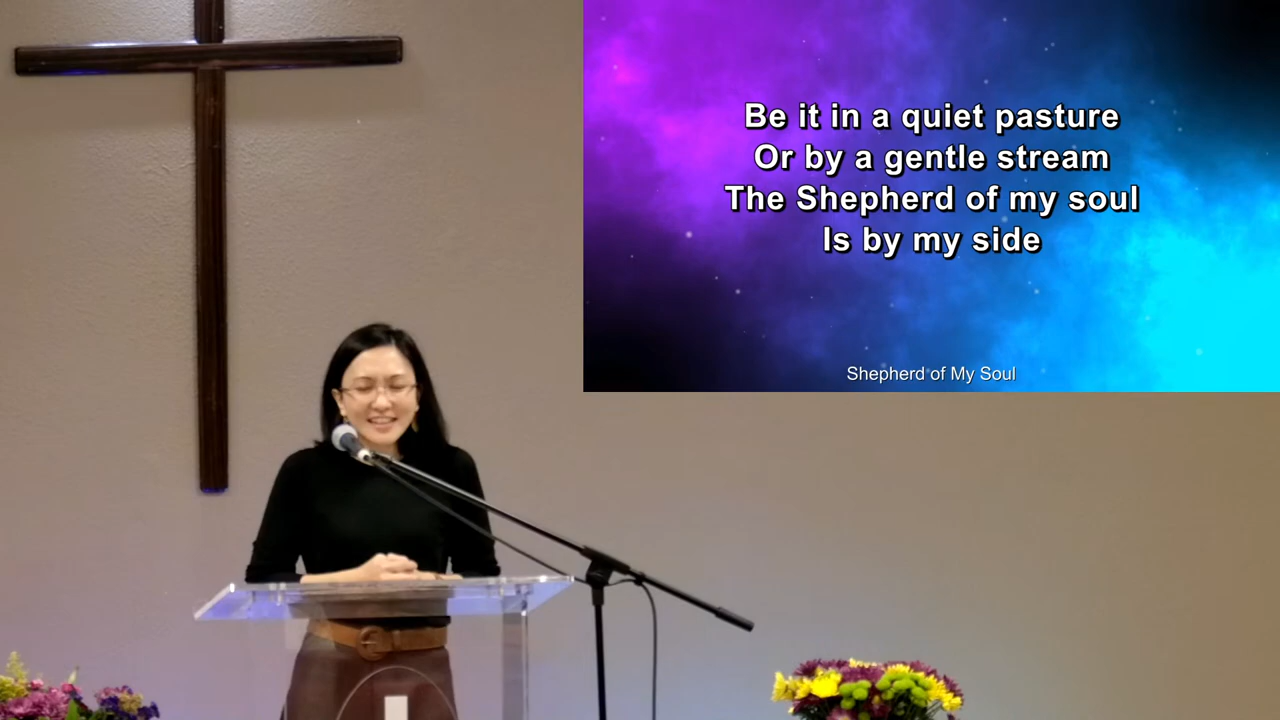 Be it in a quiet pasture
Or by a gentle stream
The Shepherd of my soul
Is by my side
Shepherd of My Soul